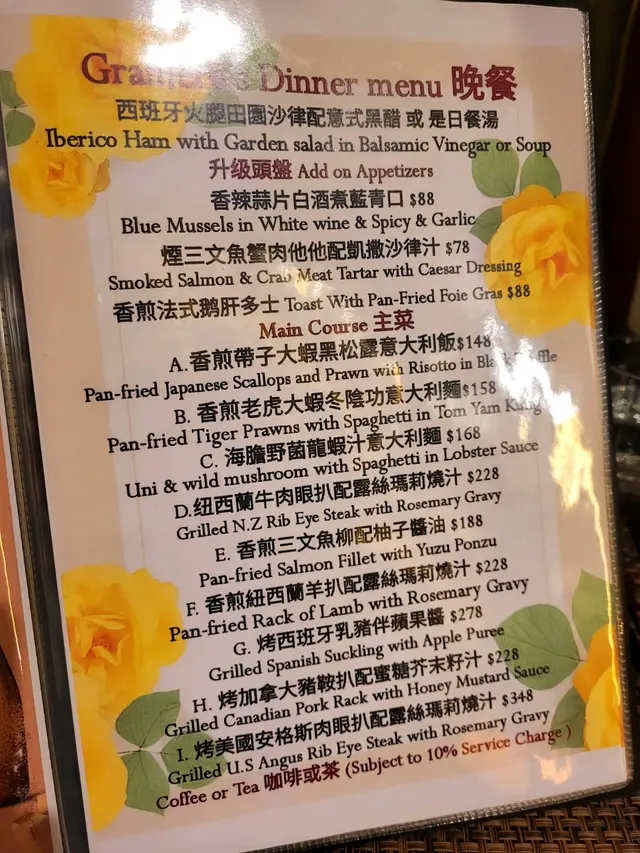 Dinner menu 晚餐
西班牙火腿田園沙律配意式黑醋 或 是日餐湯
Iberico Ham with Garden salad in Balsamic Vinegar or Soup
升级頭盤 Add on Appetizers
香辣蒜片白酒煮藍青口 $88
Blue Mussels in White wine & Spicy & Garlic
煙三文魚蟹肉他他配凱撒沙律汁 $78
Smoked Salmon & Crab Meat Tartar with Caesar Dressing
香煎法式鹅肝多士 Toast With Pan-Fried Foie Gras $88
Main Course 主菜
A.香煎帶子大蝦黑松露意大利飯$148
Pan-fried Japanese Scallops and Prawn with Risotto in Black Truffle
B. 香煎老虎大蝦冬陰功意大利麵$158
Pan-fried Tiger Prawns with Spaghetti in Tom Yam Kung
C. 海膽野菌龍蝦汁意大利麵 $168
Uni & wild mushroom with Spaghetti in Lobster Sauce
D.纽西蘭牛肉眼扒配露絲瑪莉燒汁 $228
Grilled N.Z Rib Eye Steak with Rosemary Gravy
E. 香煎三文魚柳配柚子醬油 $188
Pan-fried Salmon Fillet with Yuzu Ponzu
F. 香煎紐西蘭羊扒配露絲瑪莉燒汁 $228
Pan-fried Rack of Lamb with Rosemary Gravy
G. 烤西班牙乳豬伴蘋果醬 $278
Grilled Spanish Suckling with Apple Puree
H. 烤加拿大豬鞍扒配蜜糖芥末籽汁 $228
Grilled Canadian Pork Rack with Honey Mustard Sauce
I. 烤美國安格斯肉眼扒配露絲瑪莉燒汁 $348
Grilled U.S Angus Rib Eye Steak with Rosemary Gravy
Coffee or Tea 咖啡或茶 (Subject to 10% Service Charge )